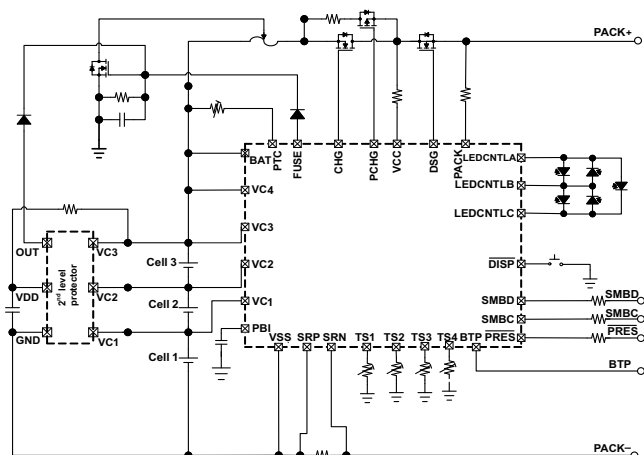 PACK+
BAT
PTC
FUSE
CHG
PCHG
VCC
DSG
PACK
LEDCNTLA
LEDCNTLB
LEDCNTLC
DISP
SMBD
SMBC
PRES
VC4
VC3
VC2
VC1
PBI
VSS
SRP
SRN
TS1
TS2
TS3
TS4
BTP
SMBD
SMBC
PRES
BTP
OUT
VDD
GND
2nd level
protector
VC3
VC2
VC1
Cell 3
Cell 2
Cell 1
PACK–